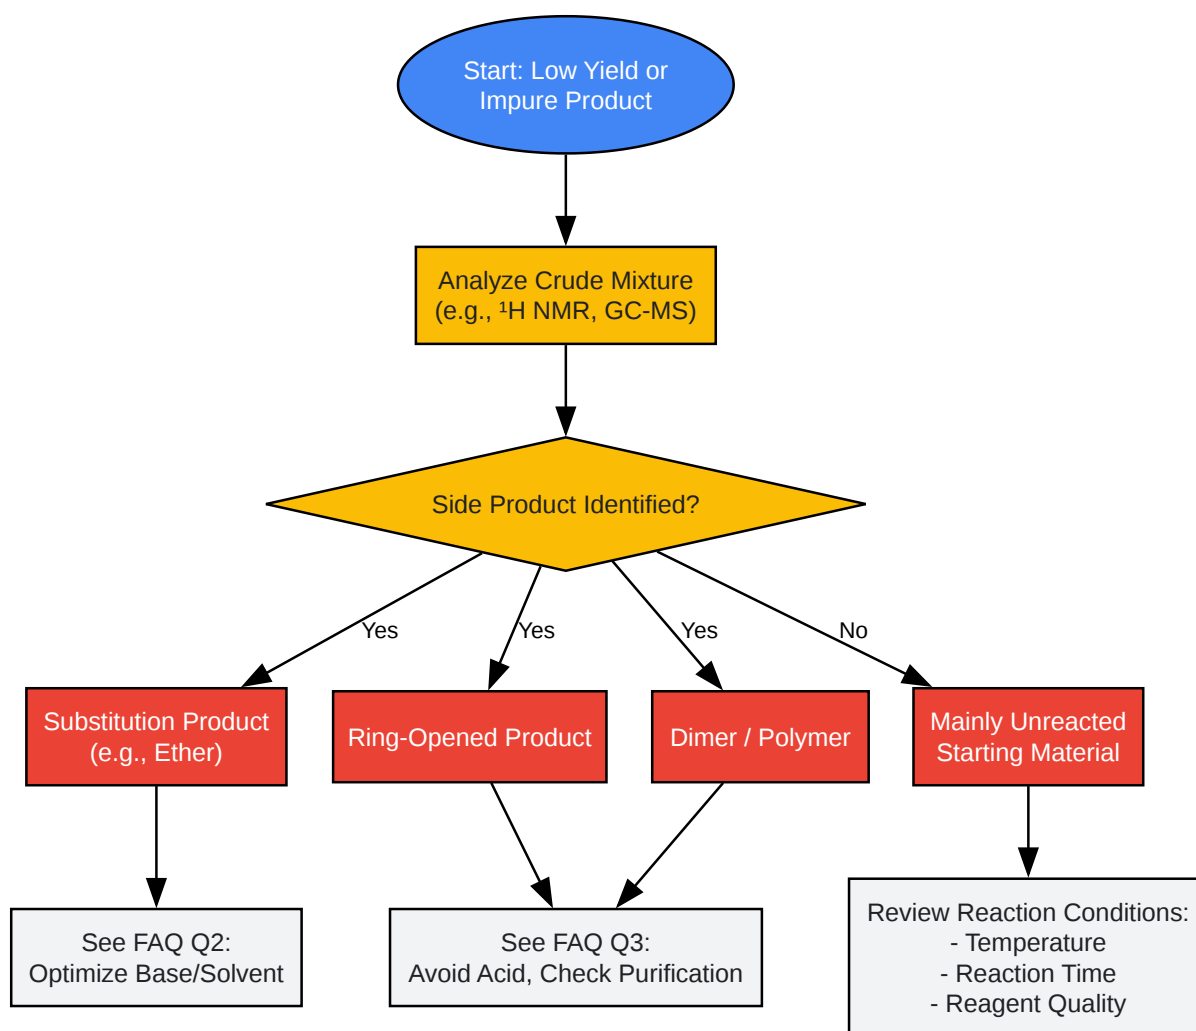 Start: Low Yield or
Impure Product
Analyze Crude Mixture
(e.g., ¹H NMR, GC-MS)
Side Product Identified?
Yes
Yes
Yes
No
Substitution Product
(e.g., Ether)
Ring-Opened Product
Dimer / Polymer
Mainly Unreacted
Starting Material
See FAQ Q2:
Optimize Base/Solvent
See FAQ Q3:
Avoid Acid, Check Purification
Review Reaction Conditions:
- Temperature
- Reaction Time
- Reagent Quality